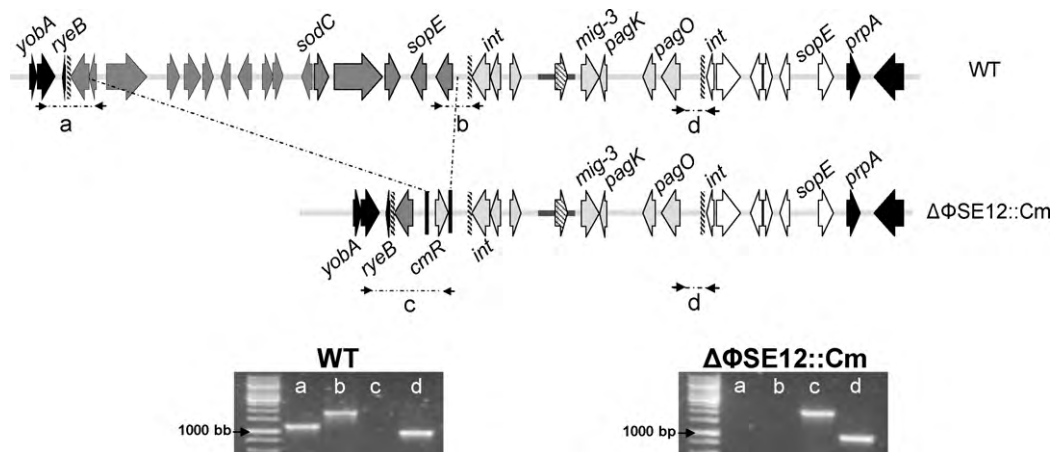 yobA ryeB sodC sopE int mig-3 pagK pagO int sopE prpA
WT
a b d
yobA ryeB cmR int mig-3 pagK pagO int sopE prpA
ΔΦSE12::Cm
c d
WT ΔΦSE12::Cm
a b c d a b c d
1000 bb 1000 bp